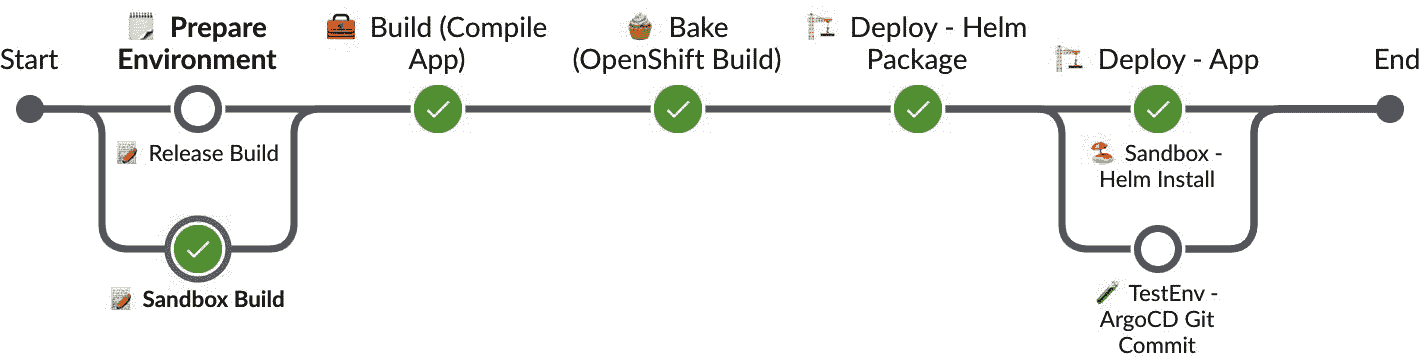 Start
Prepare
Environment
Release Build
Sandbox Build
Build (Compile
App)
Bake
(OpenShift Build)
Deploy - Helm
Package
Deploy - App
Sandbox -
Helm Install
TestEnv -
ArgoCD Git
Commit
End